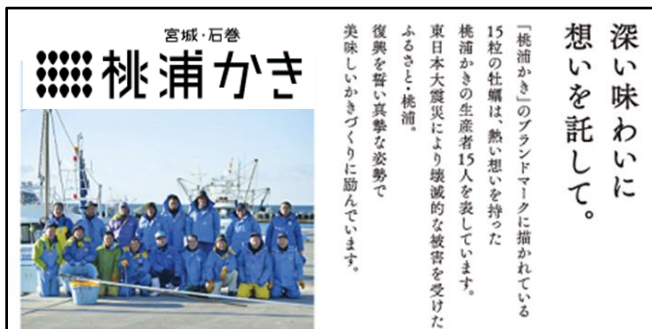 宮城・石巻
桃浦かき
深い味わいに
想いを託して。
「桃浦かき」のブランドマークに描かれている
15粒の牡蠣は、熱い想いを持った
桃浦かきの生産者15人を表しています。
東日本大震災により壊滅的な被害を受けた
ふるさと・桃浦。
復興を誓い真摯な姿勢で
美味しいかきづくりに励んでいます。